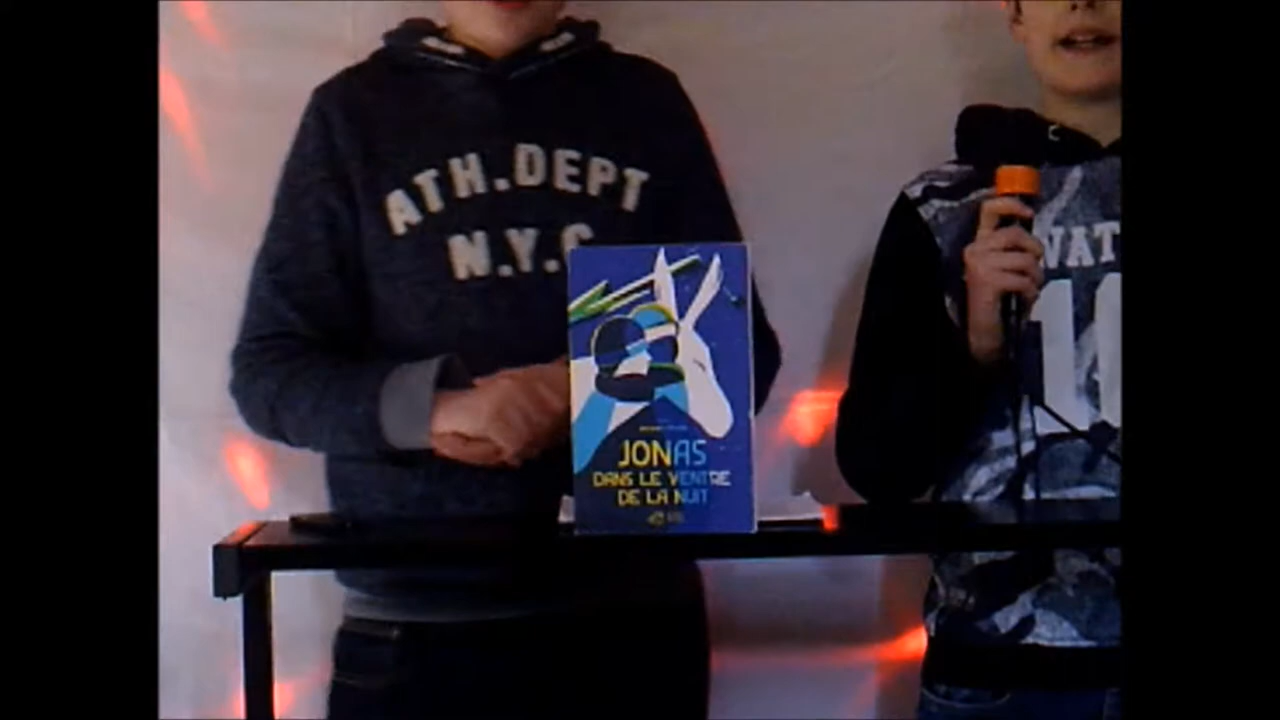 ATH.DEPT
N.Y.C
JONAS
DANS LE VENTRE
DE LA NUIT
VAT
10